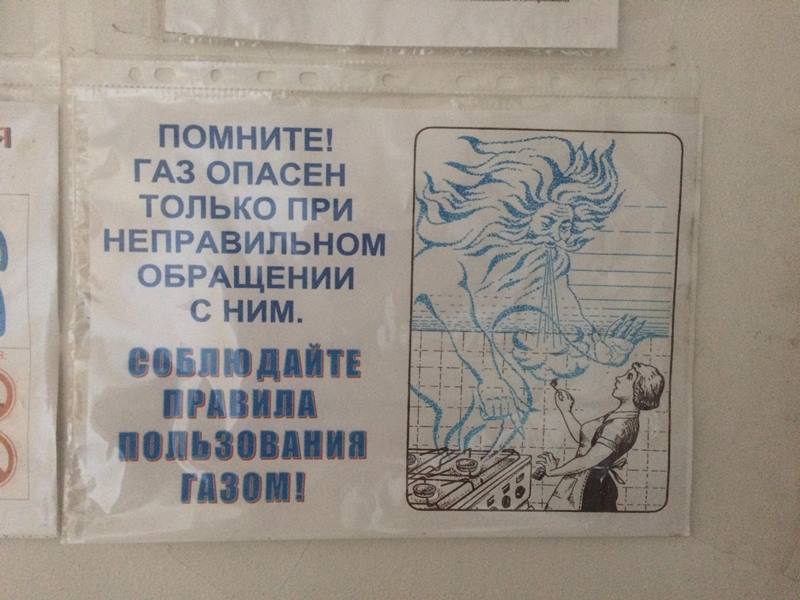 ПОМНИТЕ!
ГАЗ ОПАСЕН
ТОЛЬКО ПРИ
НЕПРАВИЛЬНОМ
ОБРАЩЕНИИ
С НИМ.
СОБЛЮДАЙТЕ
ПРАВИЛА
ПОЛЬЗОВАНИЯ
ГАЗОМ!
Я